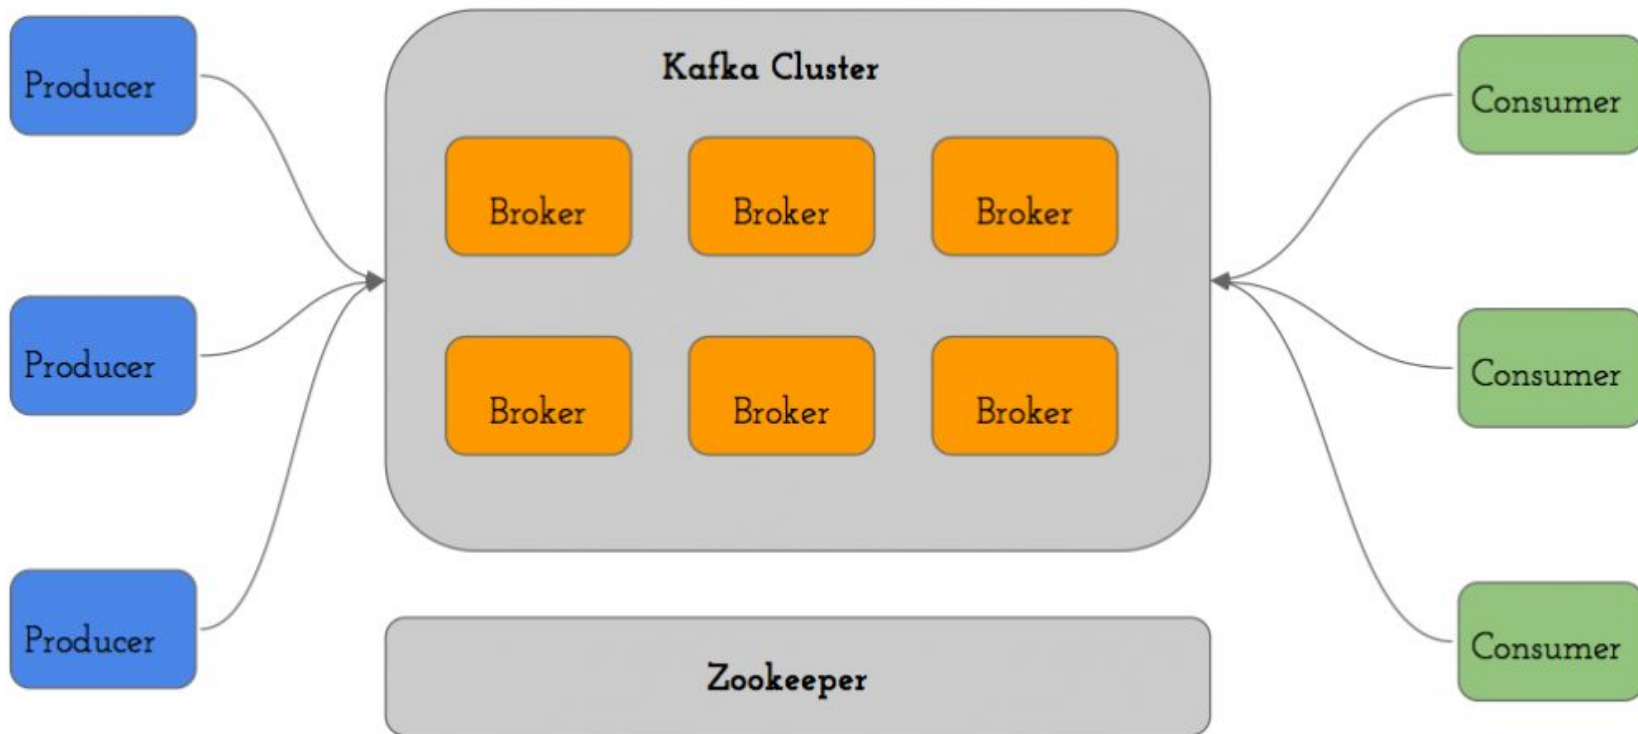 Producer
Producer
Producer
Kafka Cluster
Broker
Broker
Broker
Broker
Broker
Broker
Zookeeper
Consumer
Consumer
Consumer